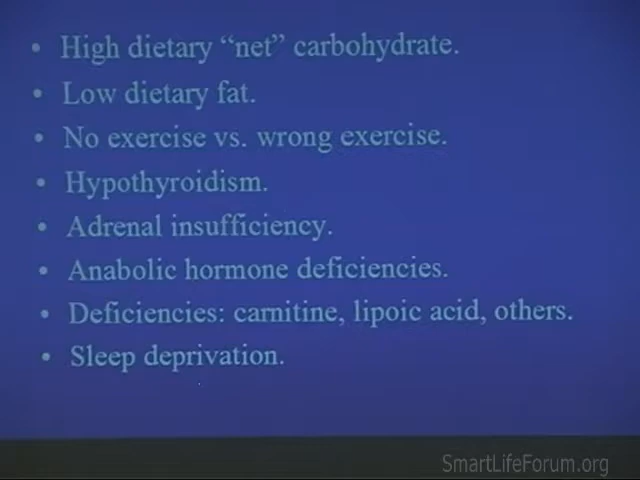 • High dietary “net” carbohydrate.
• Low dietary fat.
• No exercise vs. wrong exercise.
• Hypothyroidism.
• Adrenal insufficiency.
• Anabolic hormone deficiencies.
• Deficiencies: carnitine, lipoic acid, others.
• Sleep deprivation.
SmartLifeForum.org